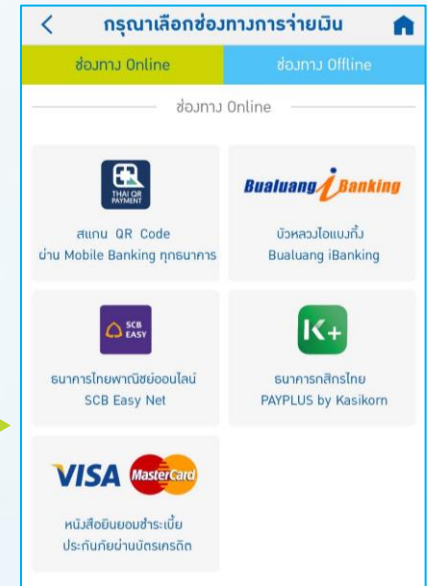 กรุณาเลือกช่องทางการจ่ายเงิน
ช่องทาง Online
ช่องทาง Offline
ช่องทาง Online
THAI QR
PAYMENT
สแกน QR Code
ผ่าน Mobile Banking ทุกธนาคาร
Bualuang iBanking
บัวหลวงไอแบงก์กิ้ง
Bualuang iBanking
SCB
EASY
ธนาคารไทยพาณิชย์ออนไลน์
SCB Easy Net
K+
ธนาคารกสิกรไทย
PAYPLUS by Kasikorn
VISA MasterCard
หนังสือยินยอมชำระเบี้ย
ประกันภัยผ่านบัตรเครดิต